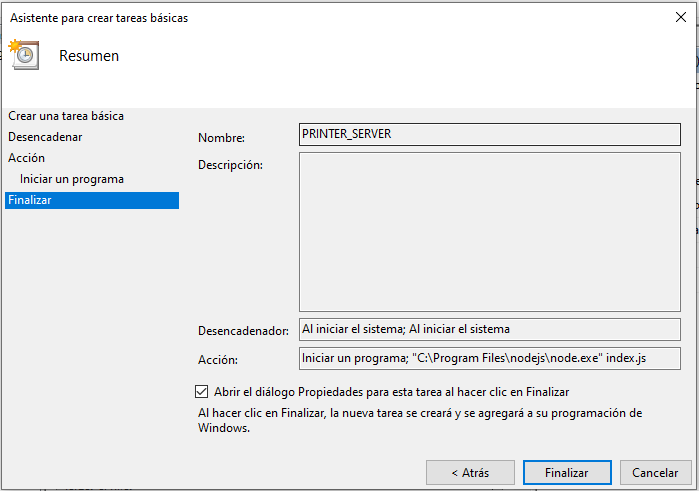 Asistente para crear tareas básicas
Resumen
Crear una tarea básica
Desencadenar
Acción
Iniciar un programa
Finalizar
Nombre:
PRINTER_SERVER
Descripción:
Desencadenador:
Al iniciar el sistema; Al iniciar el sistema
Acción:
Iniciar un programa; "C:\Program Files\nodejs\node.exe" index.js
Abrir el diálogo Propiedades para esta tarea al hacer clic en Finalizar
Al hacer clic en Finalizar, la nueva tarea se creará y se agregará a su programación de
Windows.
< Atrás
Finalizar
Cancelar